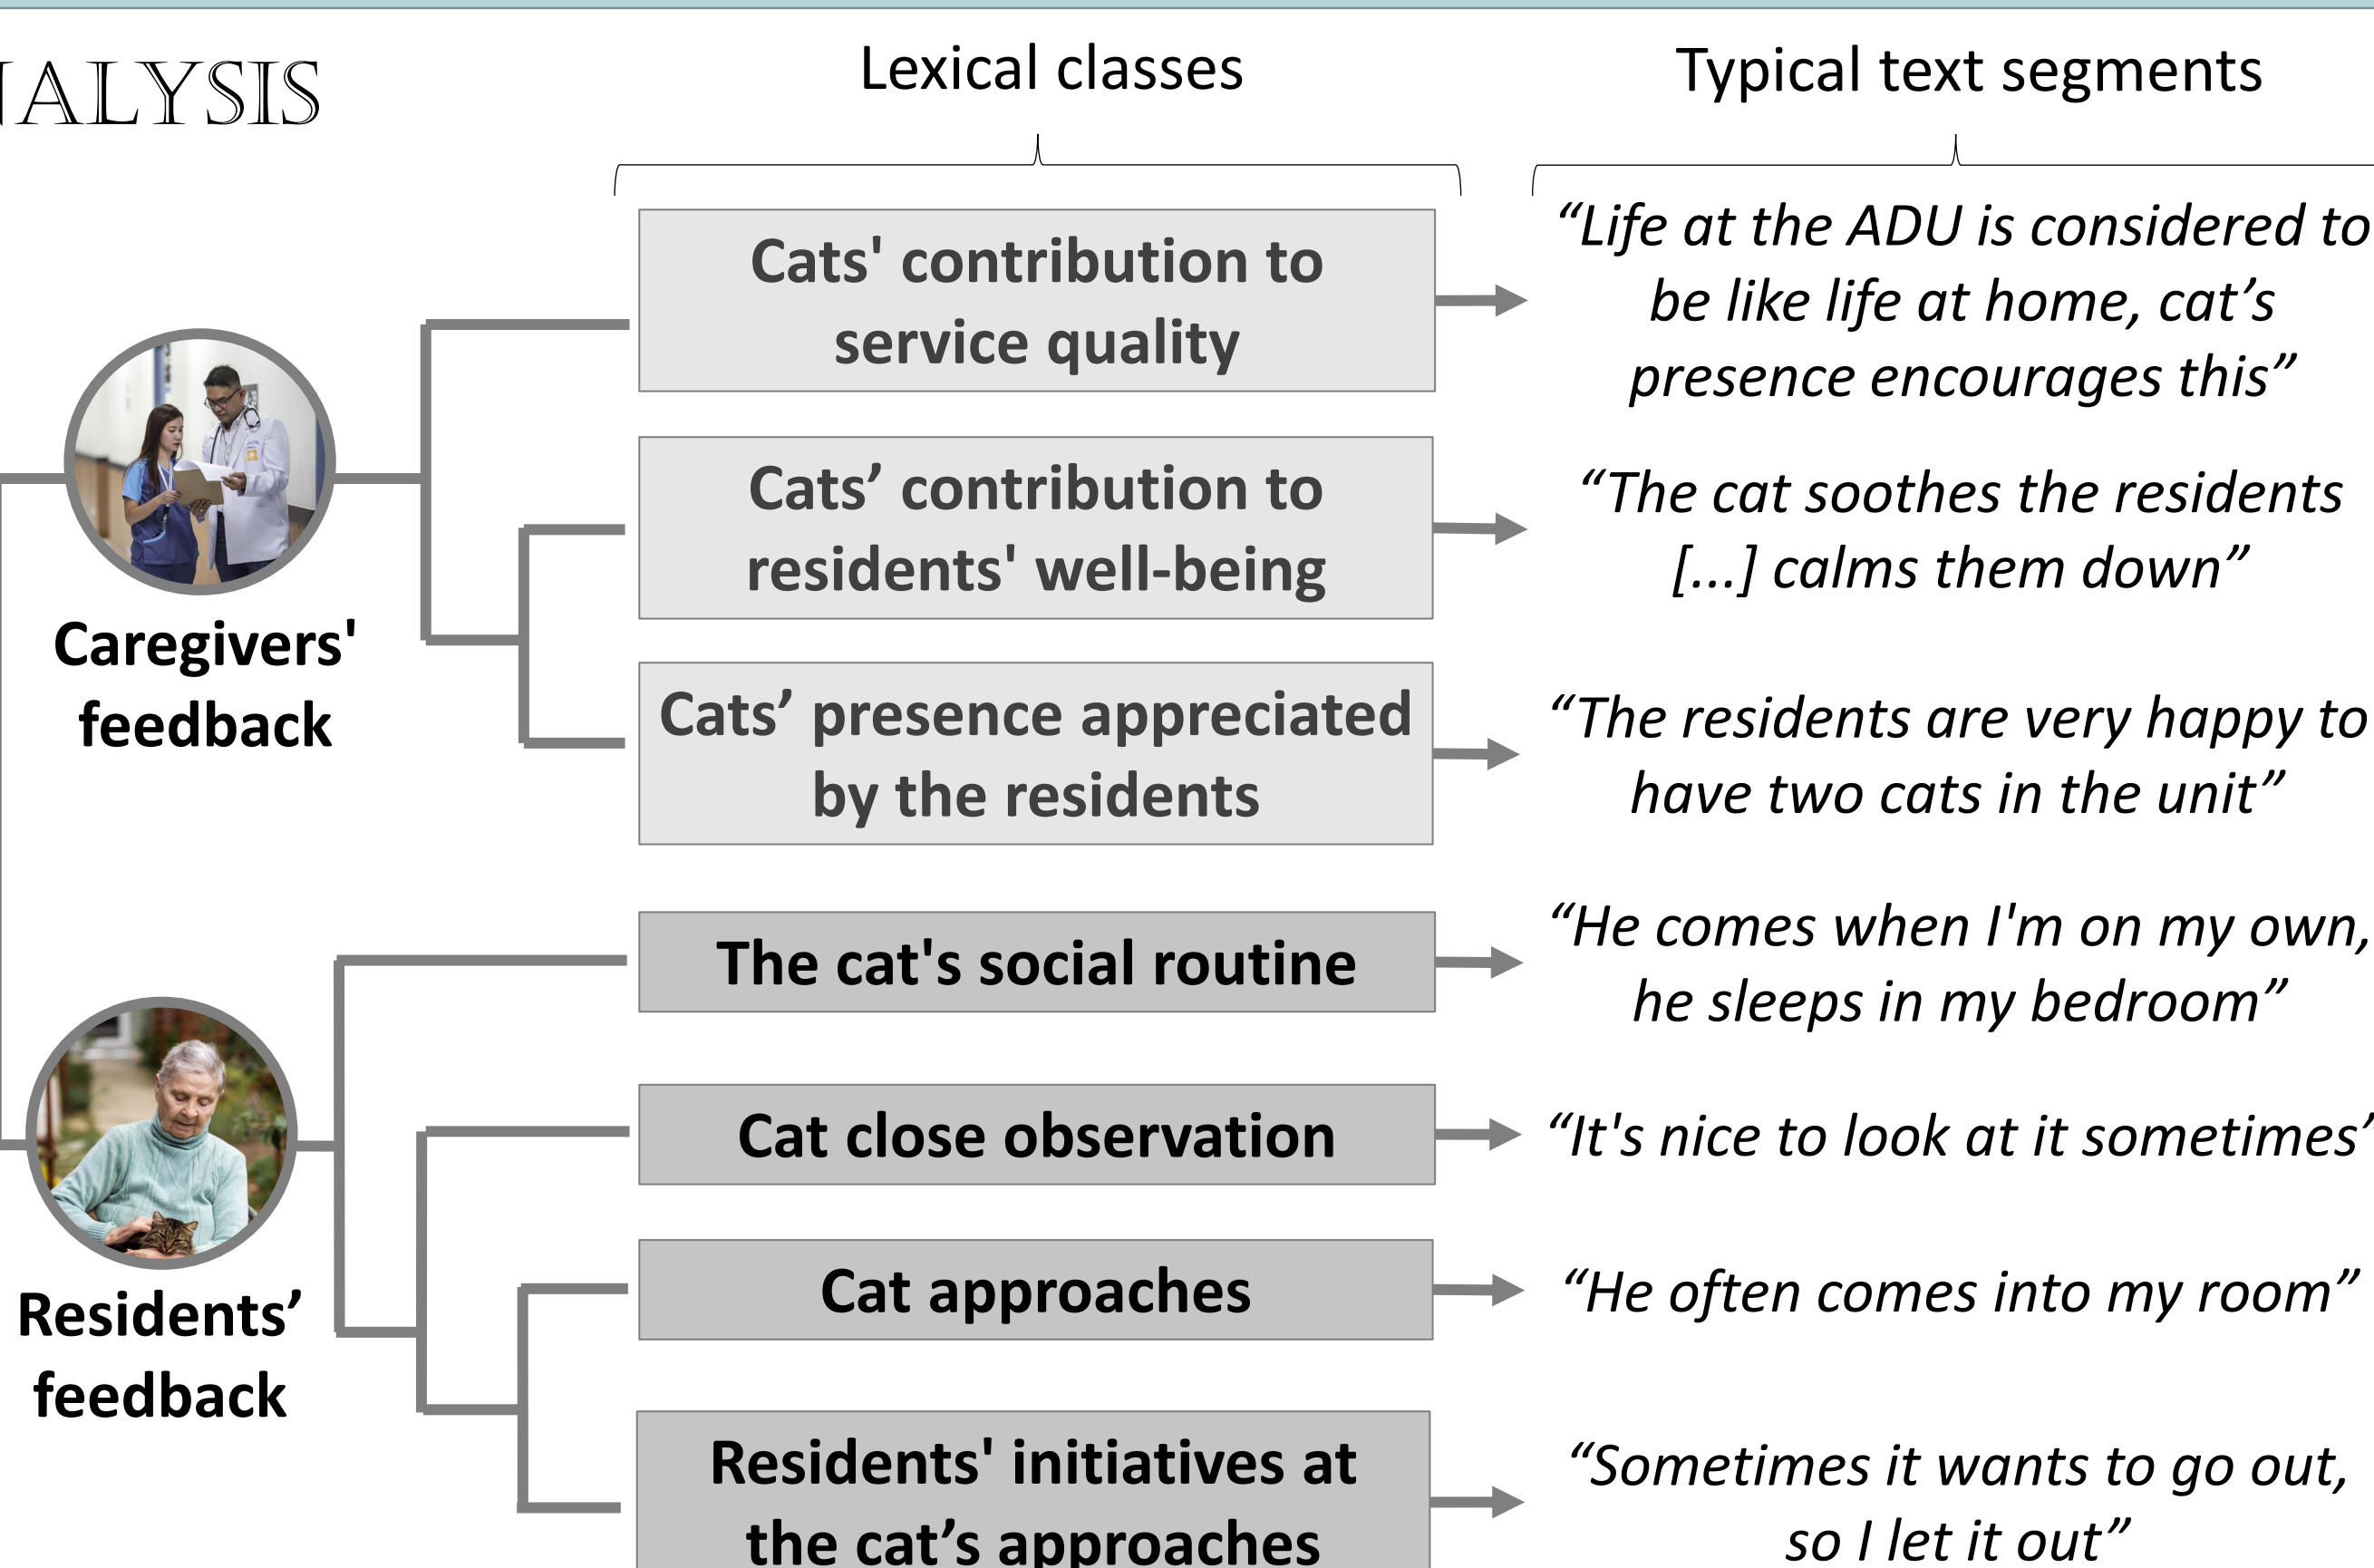 NALYSIS
Lexical classes
Typical text segments
Caregivers'
feedback
Cats' contribution to
service quality
“Life at the ADU is considered to
be like life at home, cat’s
presence encourages this”
Cats’ contribution to
residents' well-being
“The cat soothes the residents
[...] calms them down”
Cats’ presence appreciated
by the residents
“The residents are very happy to
have two cats in the unit”
Residents’
feedback
The cat's social routine
“He comes when I'm on my own,
he sleeps in my bedroom”
Cat close observation
“It's nice to look at it sometimes”
Cat approaches
“He often comes into my room”
Residents' initiatives at
the cat’s approaches
“Sometimes it wants to go out,
so I let it out”